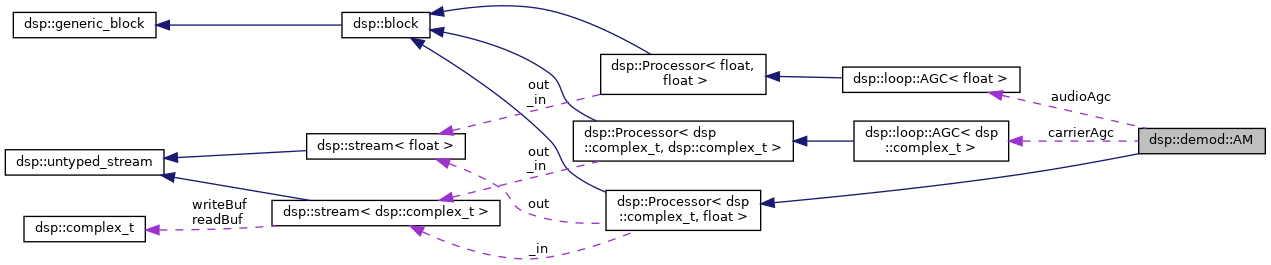 dsp::generic_block
dsp::block
dsp::Processor< float,
float >
dsp::loop::AGC< float >
audioAgc
out
_in
dsp::stream< float >
dsp::Processor< dsp
::complex_t, dsp::complex_t >
dsp::loop::AGC< dsp
::complex_t >
carrierAgc
dsp::demod::AM
dsp::untyped_stream
out
_in
writeBuf
readBuf
dsp::stream< dsp::complex_t >
out
dsp::Processor< dsp
::complex_t, float >
dsp::complex_t
_in